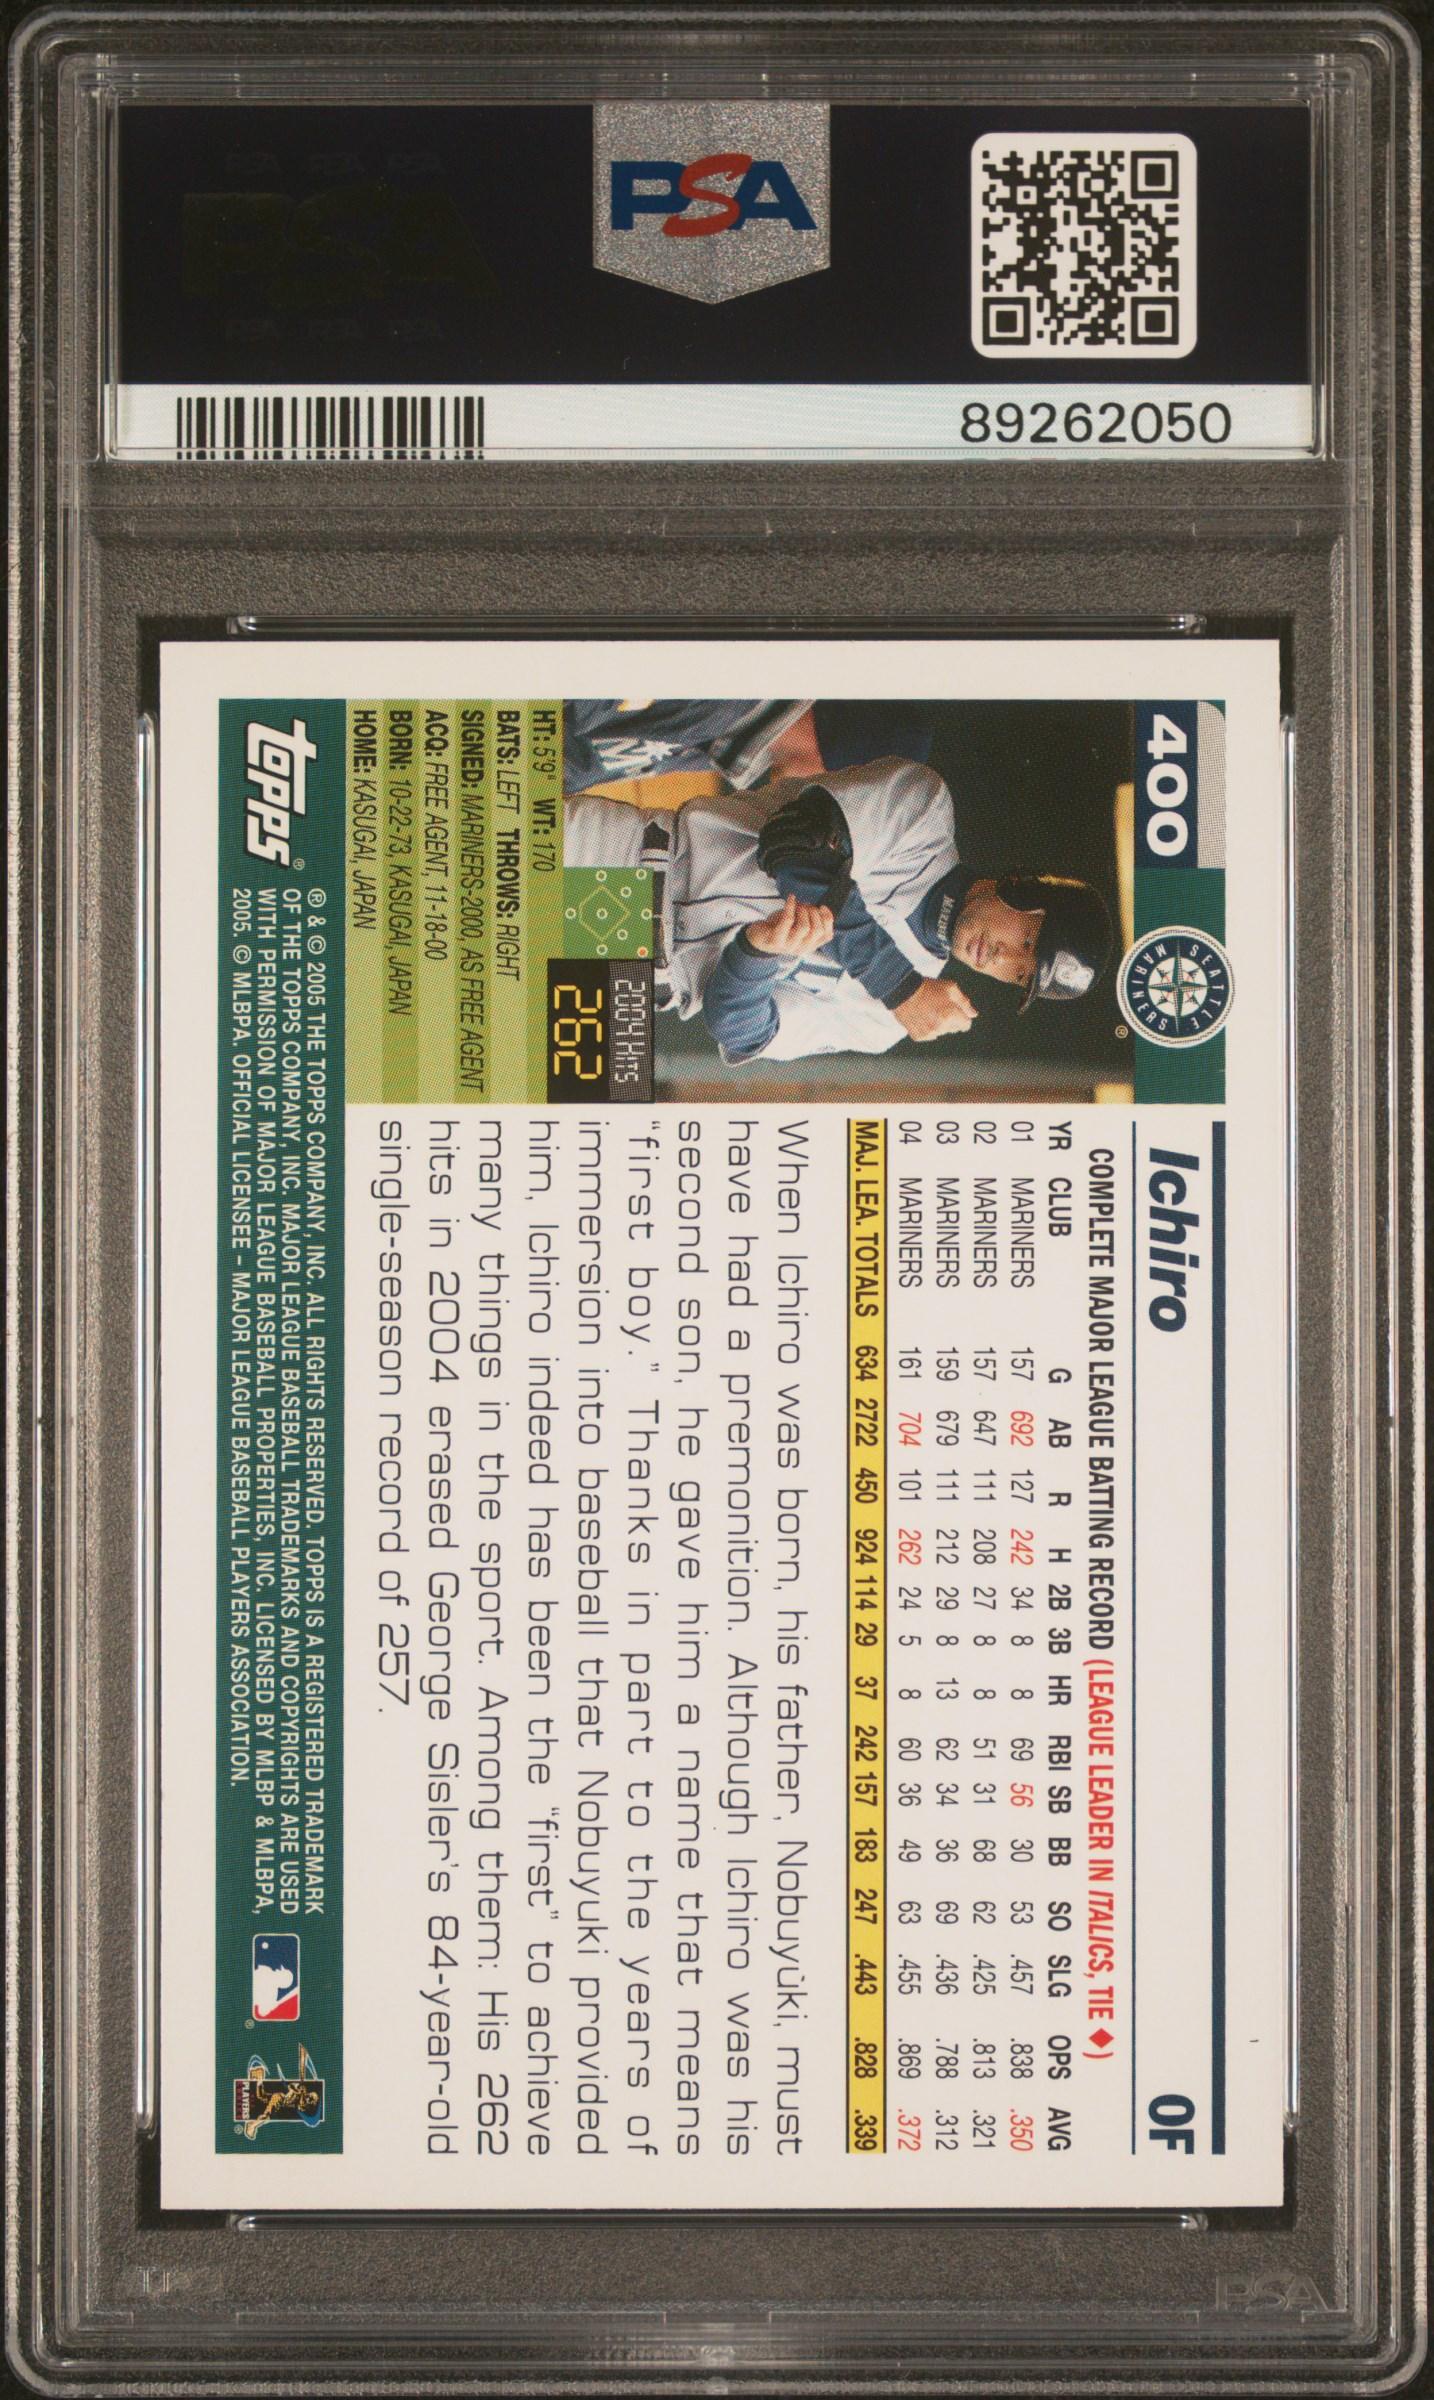 PSA
89262050
400
SEATTLE MARINERS
®
Ichiro OF
COMPLETE MAJOR LEAGUE BATTING RECORD (LEAGUE LEADER IN ITALICS, TIE ♦)
YR CLUB G AB R H 2B 3B HR RBI SB BB SO SLG OPS AVG
01 MARINERS 157 692 127 242 34 8 8 69 56 30 53 .457 .838 .350
02 MARINERS 157 647 111 208 27 8 8 51 31 68 62 .425 .813 .321
03 MARINERS 159 679 111 212 29 8 13 62 34 36 69 .436 .788 .312
04 MARINERS 161 704 101 262 24 5 8 60 36 49 63 .455 .869 .372
MAJ. LEA. TOTALS 634 2722 450 924 114 29 37 242 157 183 247 .443 .828 .339
When Ichiro was born, his father, Nobuyuki, must
have had a premonition. Although Ichiro was his
second son, he gave him a name that means
“first boy.” Thanks in part to the years of
immersion into baseball that Nobuyuki provided
him, Ichiro indeed has been the “first” to achieve
many things in the sport. Among them: His 262
hits in 2004 erased George Sisler's 84-year-old
single-season record of 257.
2004 HITS
262
HT: 5'9" WT: 170
BATS: LEFT THROWS: RIGHT
SIGNED: MARINERS-2000, AS FREE AGENT
ACQ: FREE AGENT, 11-18-00
BORN: 10-22-73, KASUGAI, JAPAN
HOME: KASUGAI, JAPAN
topps®
® & © 2005 THE TOPPS COMPANY, INC. ALL RIGHTS RESERVED. TOPPS IS A REGISTERED TRADEMARK
OF THE TOPPS COMPANY, INC. MAJOR LEAGUE BASEBALL TRADEMARKS AND COPYRIGHTS ARE USED
WITH PERMISSION OF MAJOR LEAGUE BASEBALL PROPERTIES, INC. LICENSED BY MLBP & MLBPA,
2005. © MLBPA. OFFICIAL LICENSEE – MAJOR LEAGUE BASEBALL PLAYERS ASSOCIATION.
PLAYERS
PSA